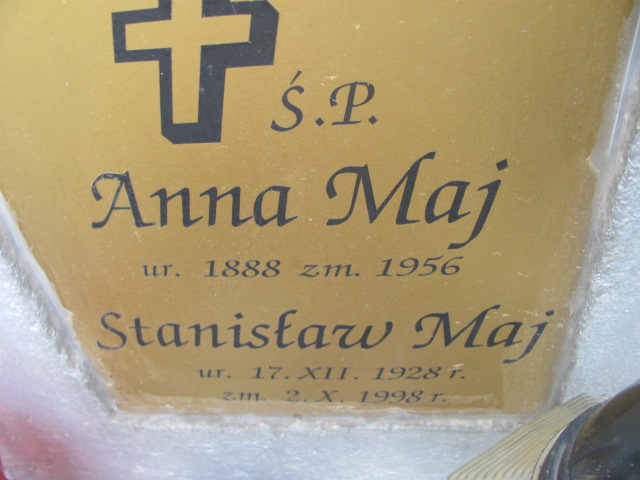 Ś.P.
Anna Maj
ur. 1888 zm. 1956
Stanisław Maj
ur. 17.XII.1928 r.
zm. 2.X.1998 r.